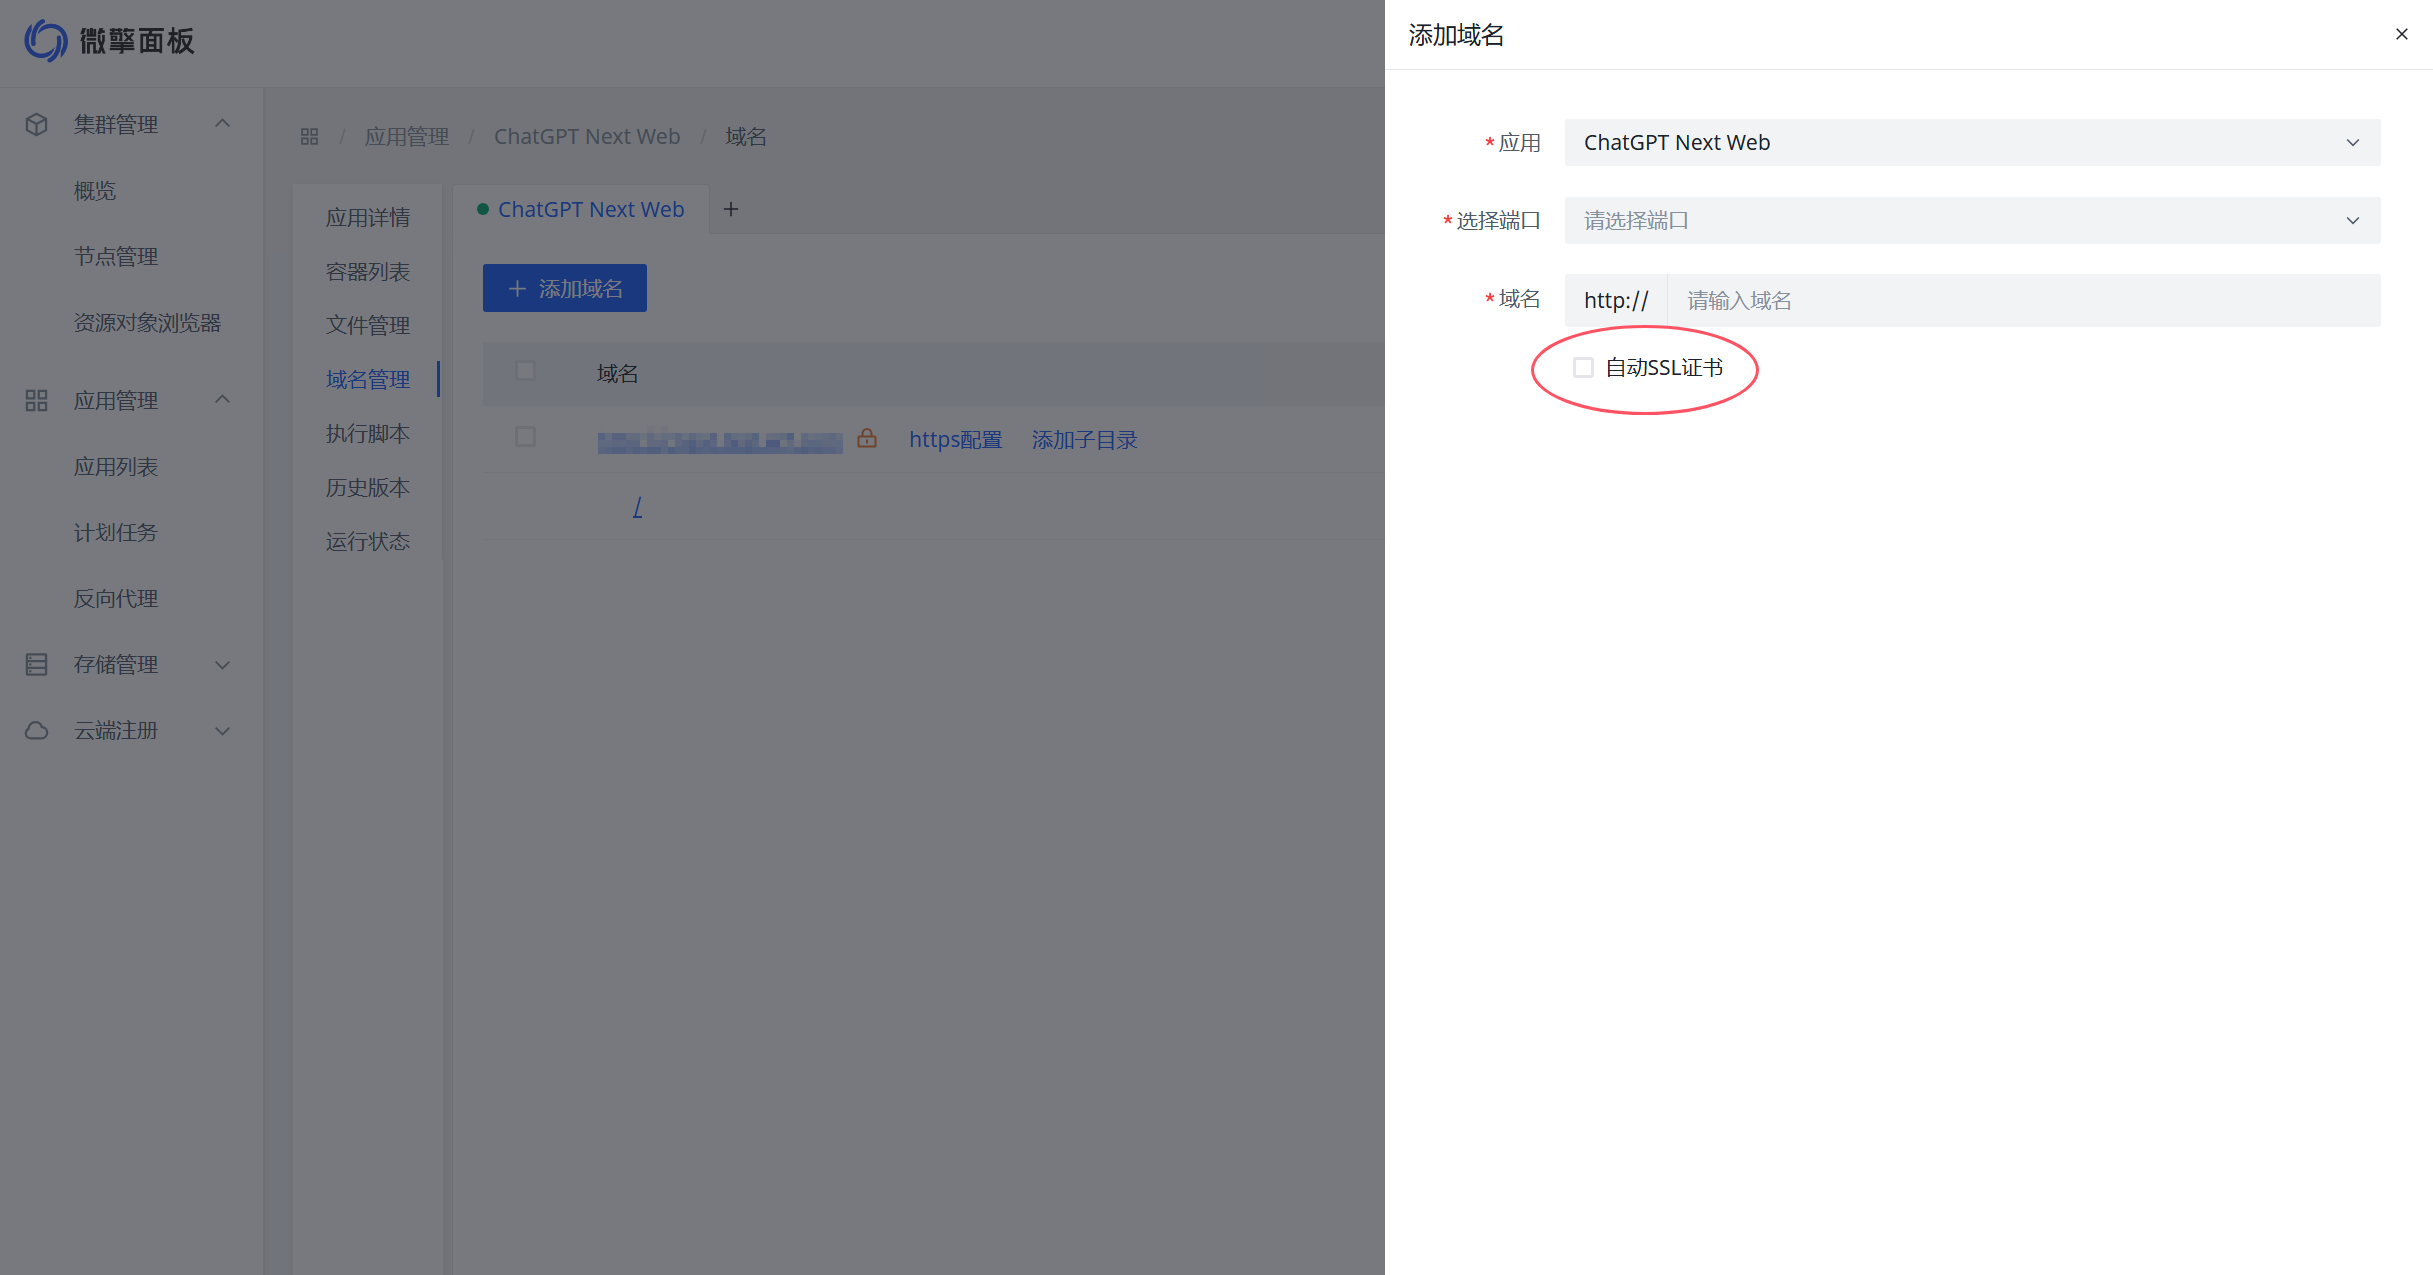 微擎面板
集群管理
概览
节点管理
资源对象浏览器
应用管理
应用列表
计划任务
反向代理
存储管理
云端注册
/ 应用管理 / ChatGPT Next Web / 域名
应用详情
容器列表
文件管理
域名管理
执行脚本
历史版本
运行状态
ChatGPT Next Web +
+ 添加域名
域名
https配置 添加子目录
/
添加域名
*应用 ChatGPT Next Web
*选择端口 请选择端口
*域名 http:// 请输入域名
自动SSL证书